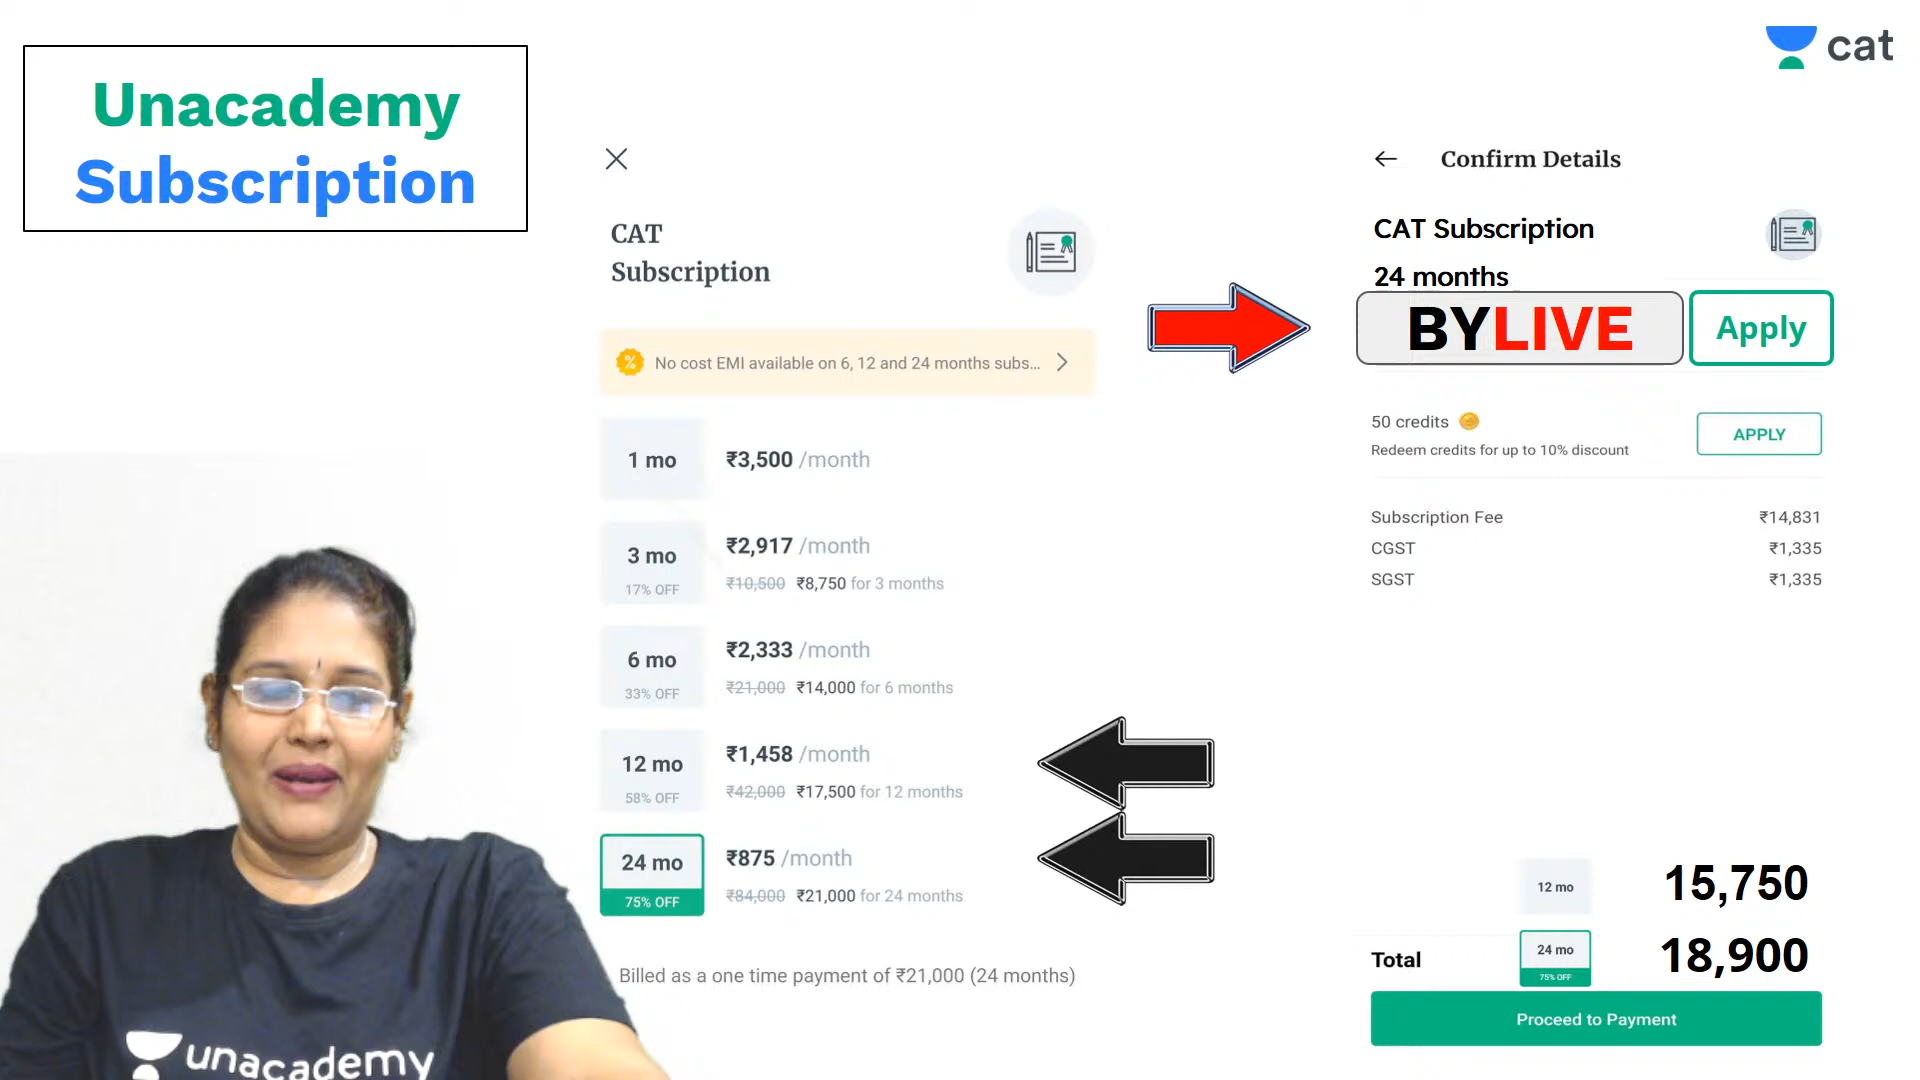 Unacademy
Subscription
cat
CAT
Subscription
No cost EMI available on 6, 12 and 24 months subs...
1 mo
₹3,500 /month
3 mo
17% OFF
₹2,917 /month
₹10,500 ₹8,750 for 3 months
6 mo
33% OFF
₹2,333 /month
₹21,000 ₹14,000 for 6 months
12 mo
58% OFF
₹1,458 /month
₹42,000 ₹17,500 for 12 months
24 mo
75% OFF
₹875 /month
₹84,000 ₹21,000 for 24 months
Billed as a one time payment of ₹21,000 (24 months)
Confirm Details
CAT Subscription
24 months
BYLIVE
Apply
50 credits
Redeem credits for up to 10% discount
APPLY
Subscription Fee ₹14,831
CGST ₹1,335
SGST ₹1,335
12 mo 15,750
Total 24 mo 18,900
75% OFF
Proceed to Payment
unacademy